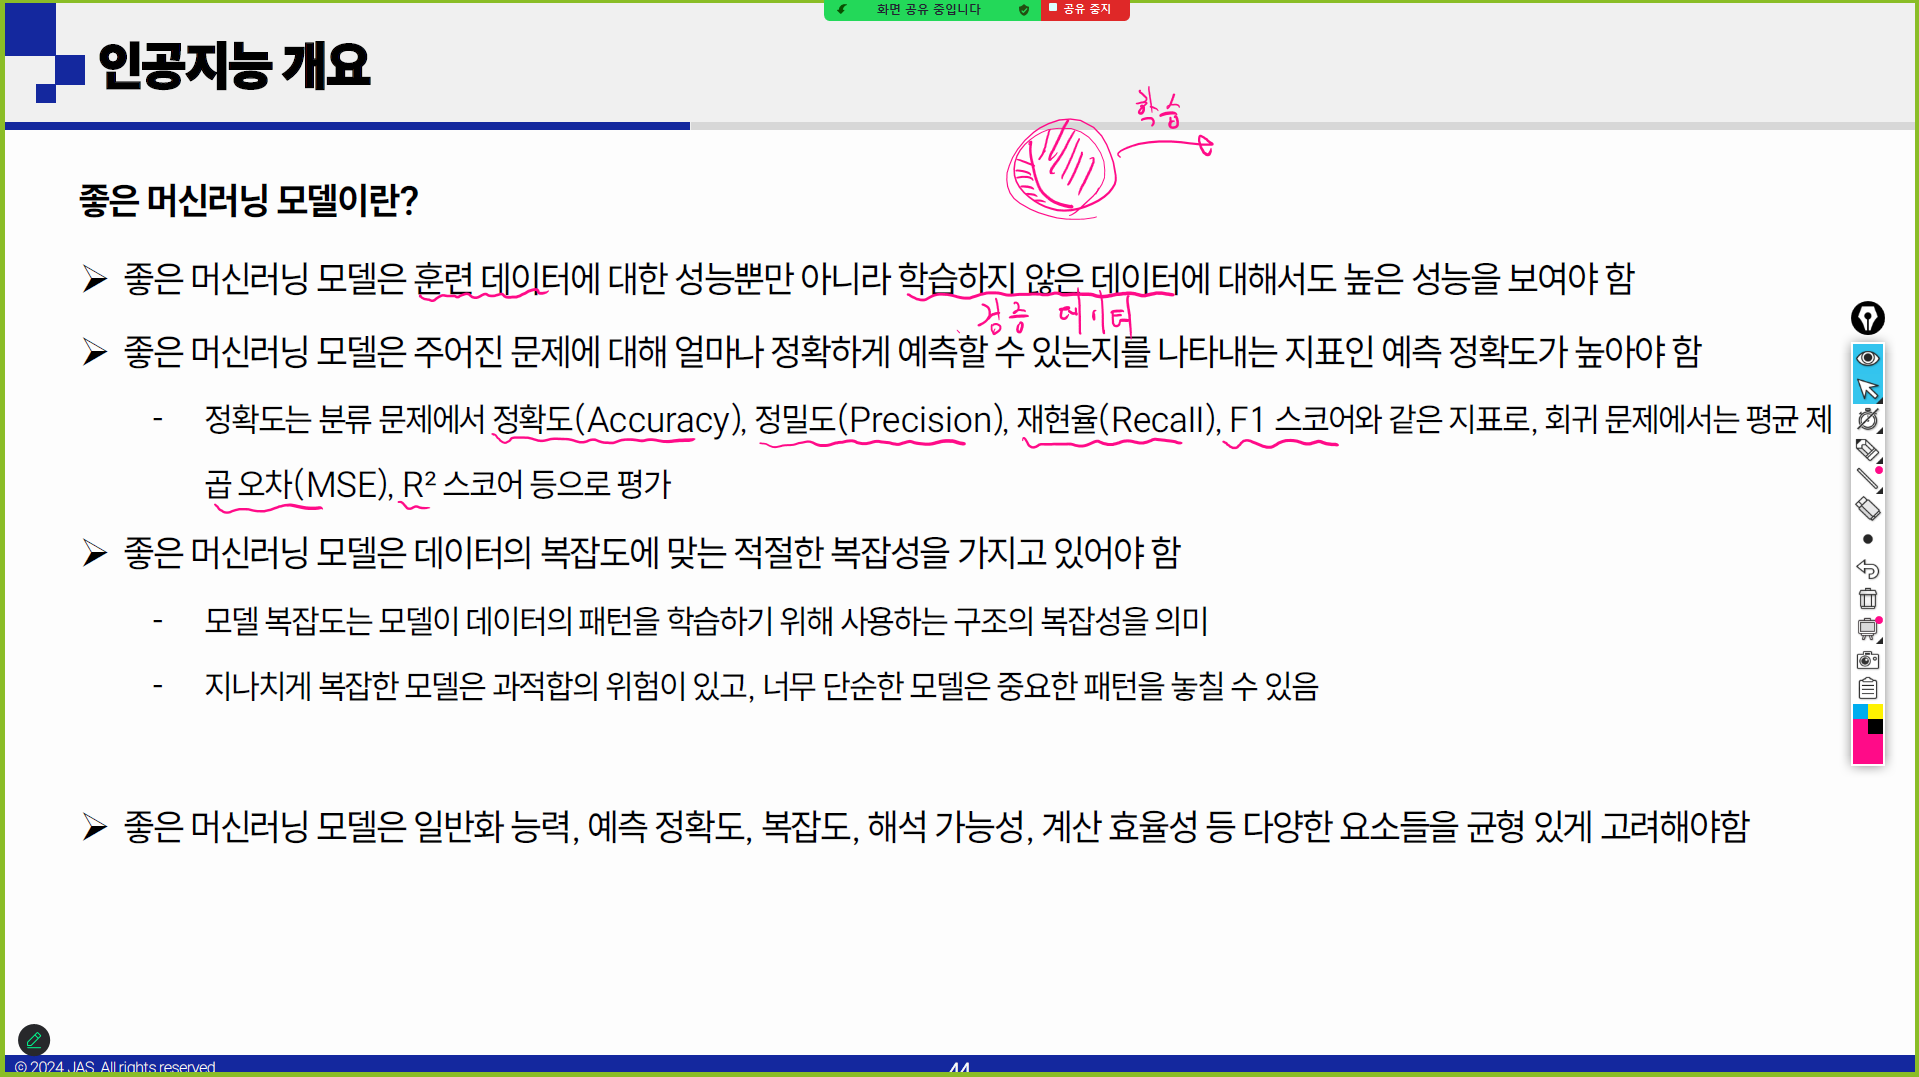 화면 공유 중입니다
공유 중지
인공지능 개요
학습
좋은 머신러닝 모델이란?
➢ 좋은 머신러닝 모델은 훈련 데이터에 대한 성능뿐만 아니라 학습하지 않은 데이터에 대해서도 높은 성능을 보여야 함
검증 데이터
➢ 좋은 머신러닝 모델은 주어진 문제에 대해 얼마나 정확하게 예측할 수 있는지를 나타내는 지표인 예측 정확도가 높아야 함
- 정확도는 분류 문제에서 정확도(Accuracy), 정밀도(Precision), 재현율(Recall), F1 스코어와 같은 지표로, 회귀 문제에서는 평균 제
곱 오차(MSE), R² 스코어 등으로 평가
➢ 좋은 머신러닝 모델은 데이터의 복잡도에 맞는 적절한 복잡성을 가지고 있어야 함
- 모델 복잡도는 모델이 데이터의 패턴을 학습하기 위해 사용하는 구조의 복잡성을 의미
- 지나치게 복잡한 모델은 과적합의 위험이 있고, 너무 단순한 모델은 중요한 패턴을 놓칠 수 있음
➢ 좋은 머신러닝 모델은 일반화 능력, 예측 정확도, 복잡도, 해석 가능성, 계산 효율성 등 다양한 요소들을 균형 있게 고려해야함
© 2024 JAS. All rights reserved
44